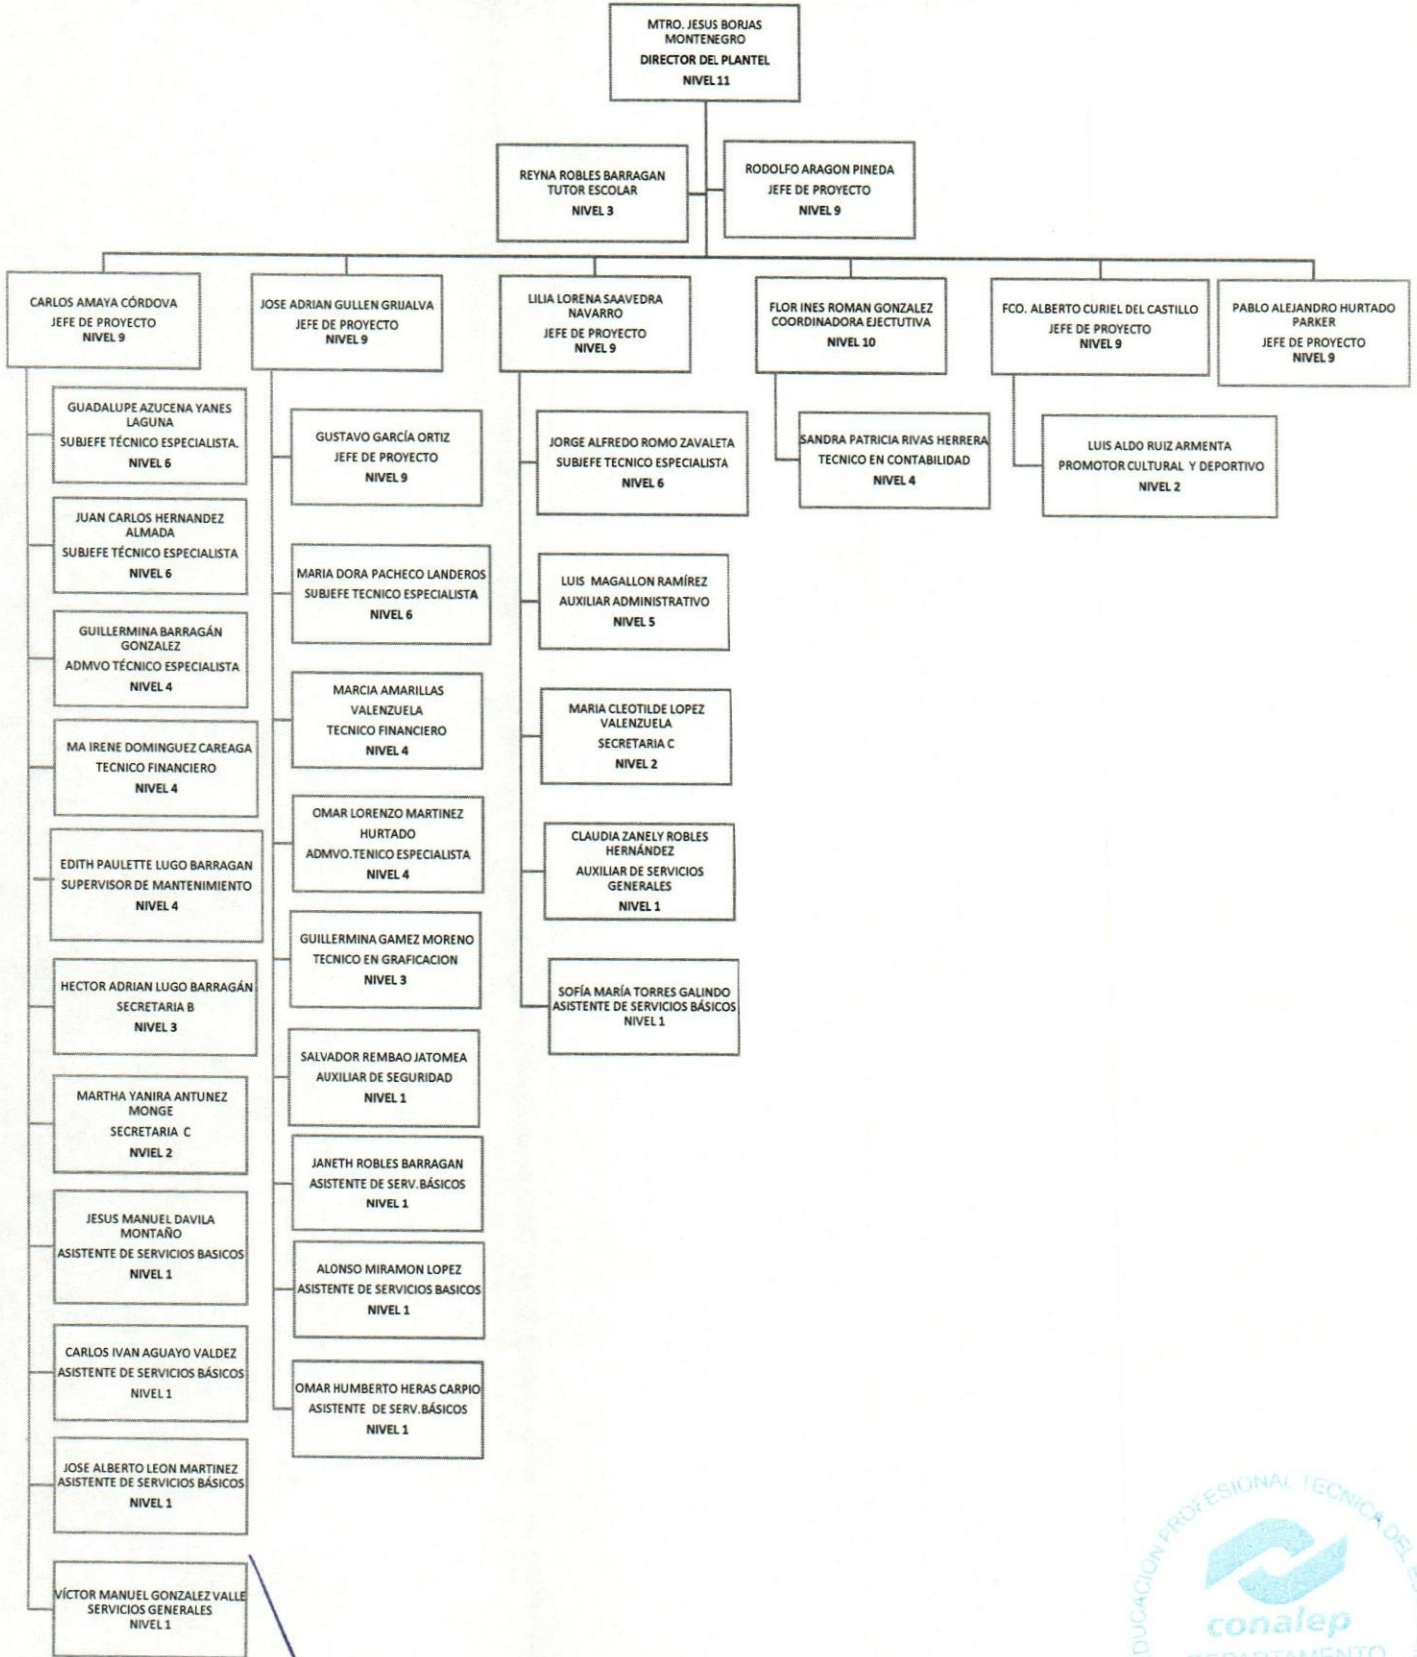 MTRO. JESUS BORJAS
MONTENEGRO
DIRECTOR DEL PLANTEL
NIVEL 11
REYNA ROBLES BARRAGAN
TUTOR ESCOLAR
NIVEL 3
RODOLFO ARAGON PINEDA
JEFE DE PROYECTO
NIVEL 9
CARLOS AMAYA CÓRDOVA
JEFE DE PROYECTO
NIVEL 9
JOSE ADRIAN GULLEN GRIJALVA
JEFE DE PROYECTO
NIVEL 9
LILIA LORENA SAAVEDRA
NAVARRO
JEFE DE PROYECTO
NIVEL 9
FLOR INES ROMAN GONZALEZ
COORDINADORA EJECTUTIVA
NIVEL 10
FCO. ALBERTO CURIEL DEL CASTILLO
JEFE DE PROYECTO
NIVEL 9
PABLO ALEJANDRO HURTADO
PARKER
JEFE DE PROYECTO
NIVEL 9
GUADALUPE AZUCENA YANES
LAGUNA
SUBJEFE TÉCNICO ESPECIALISTA.
NIVEL 6
JUAN CARLOS HERNANDEZ
ALMADA
SUBJEFE TÉCNICO ESPECIALISTA
NIVEL 6
GUILLERMINA BARRAGÁN
GONZALEZ
ADMVO TÉCNICO ESPECIALISTA
NIVEL 4
MA IRENE DOMINGUEZ CAREAGA
TECNICO FINANCIERO
NIVEL 4
EDITH PAULETTE LUGO BARRAGAN
SUPERVISOR DE MANTENIMIENTO
NIVEL 4
HECTOR ADRIAN LUGO BARRAGÁN
SECRETARIA B
NIVEL 3
MARTHA YANIRA ANTUNEZ
MONGE
SECRETARIA C
NVIEL 2
JESUS MANUEL DAVILA
MONTAÑO
ASISTENTE DE SERVICIOS BASICOS
NIVEL 1
CARLOS IVAN AGUAYO VALDEZ
ASISTENTE DE SERVICIOS BÁSICOS
NIVEL 1
JOSE ALBERTO LEON MARTINEZ
ASISTENTE DE SERVICIOS BÁSICOS
NIVEL 1
VÍCTOR MANUEL GONZALEZ VALLE
SERVICIOS GENERALES
NIVEL 1
GUSTAVO GARCÍA ORTIZ
JEFE DE PROYECTO
NIVEL 9
MARIA DORA PACHECO LANDEROS
SUBJEFE TECNICO ESPECIALISTA
NIVEL 6
MARCIA AMARILLAS
VALENZUELA
TECNICO FINANCIERO
NIVEL 4
OMAR LORENZO MARTINEZ
HURTADO
ADMVO.TENICO ESPECIALISTA
NIVEL 4
GUILLERMINA GAMEZ MORENO
TECNICO EN GRAFICACION
NIVEL 3
SALVADOR REMBAO JATOMEA
AUXILIAR DE SEGURIDAD
NIVEL 1
JANETH ROBLES BARRAGAN
ASISTENTE DE SERV.BÁSICOS
NIVEL 1
ALONSO MIRAMON LOPEZ
ASISTENTE DE SERVICIOS BASICOS
NIVEL 1
OMAR HUMBERTO HERAS CARPIO
ASISTENTE DE SERV.BÁSICOS
NIVEL 1
JORGE ALFREDO ROMO ZAVALETA
SUBJEFE TECNICO ESPECIALISTA
NIVEL 6
LUIS MAGALLON RAMÍREZ
AUXILIAR ADMINISTRATIVO
NIVEL 5
MARIA CLEOTILDE LOPEZ
VALENZUELA
SECRETARIA C
NIVEL 2
CLAUDIA ZANELY ROBLES
HERNÁNDEZ
AUXILIAR DE SERVICIOS
GENERALES
NIVEL 1
SOFÍA MARÍA TORRES GALINDO
ASISTENTE DE SERVICIOS BÁSICOS
NIVEL 1
SANDRA PATRICIA RIVAS HERRERA
TECNICO EN CONTABILIDAD
NIVEL 4
LUIS ALDO RUIZ ARMENTA
PROMOTOR CULTURAL Y DEPORTIVO
NIVEL 2
PROFESIONAL TECNICA DEL
conalep